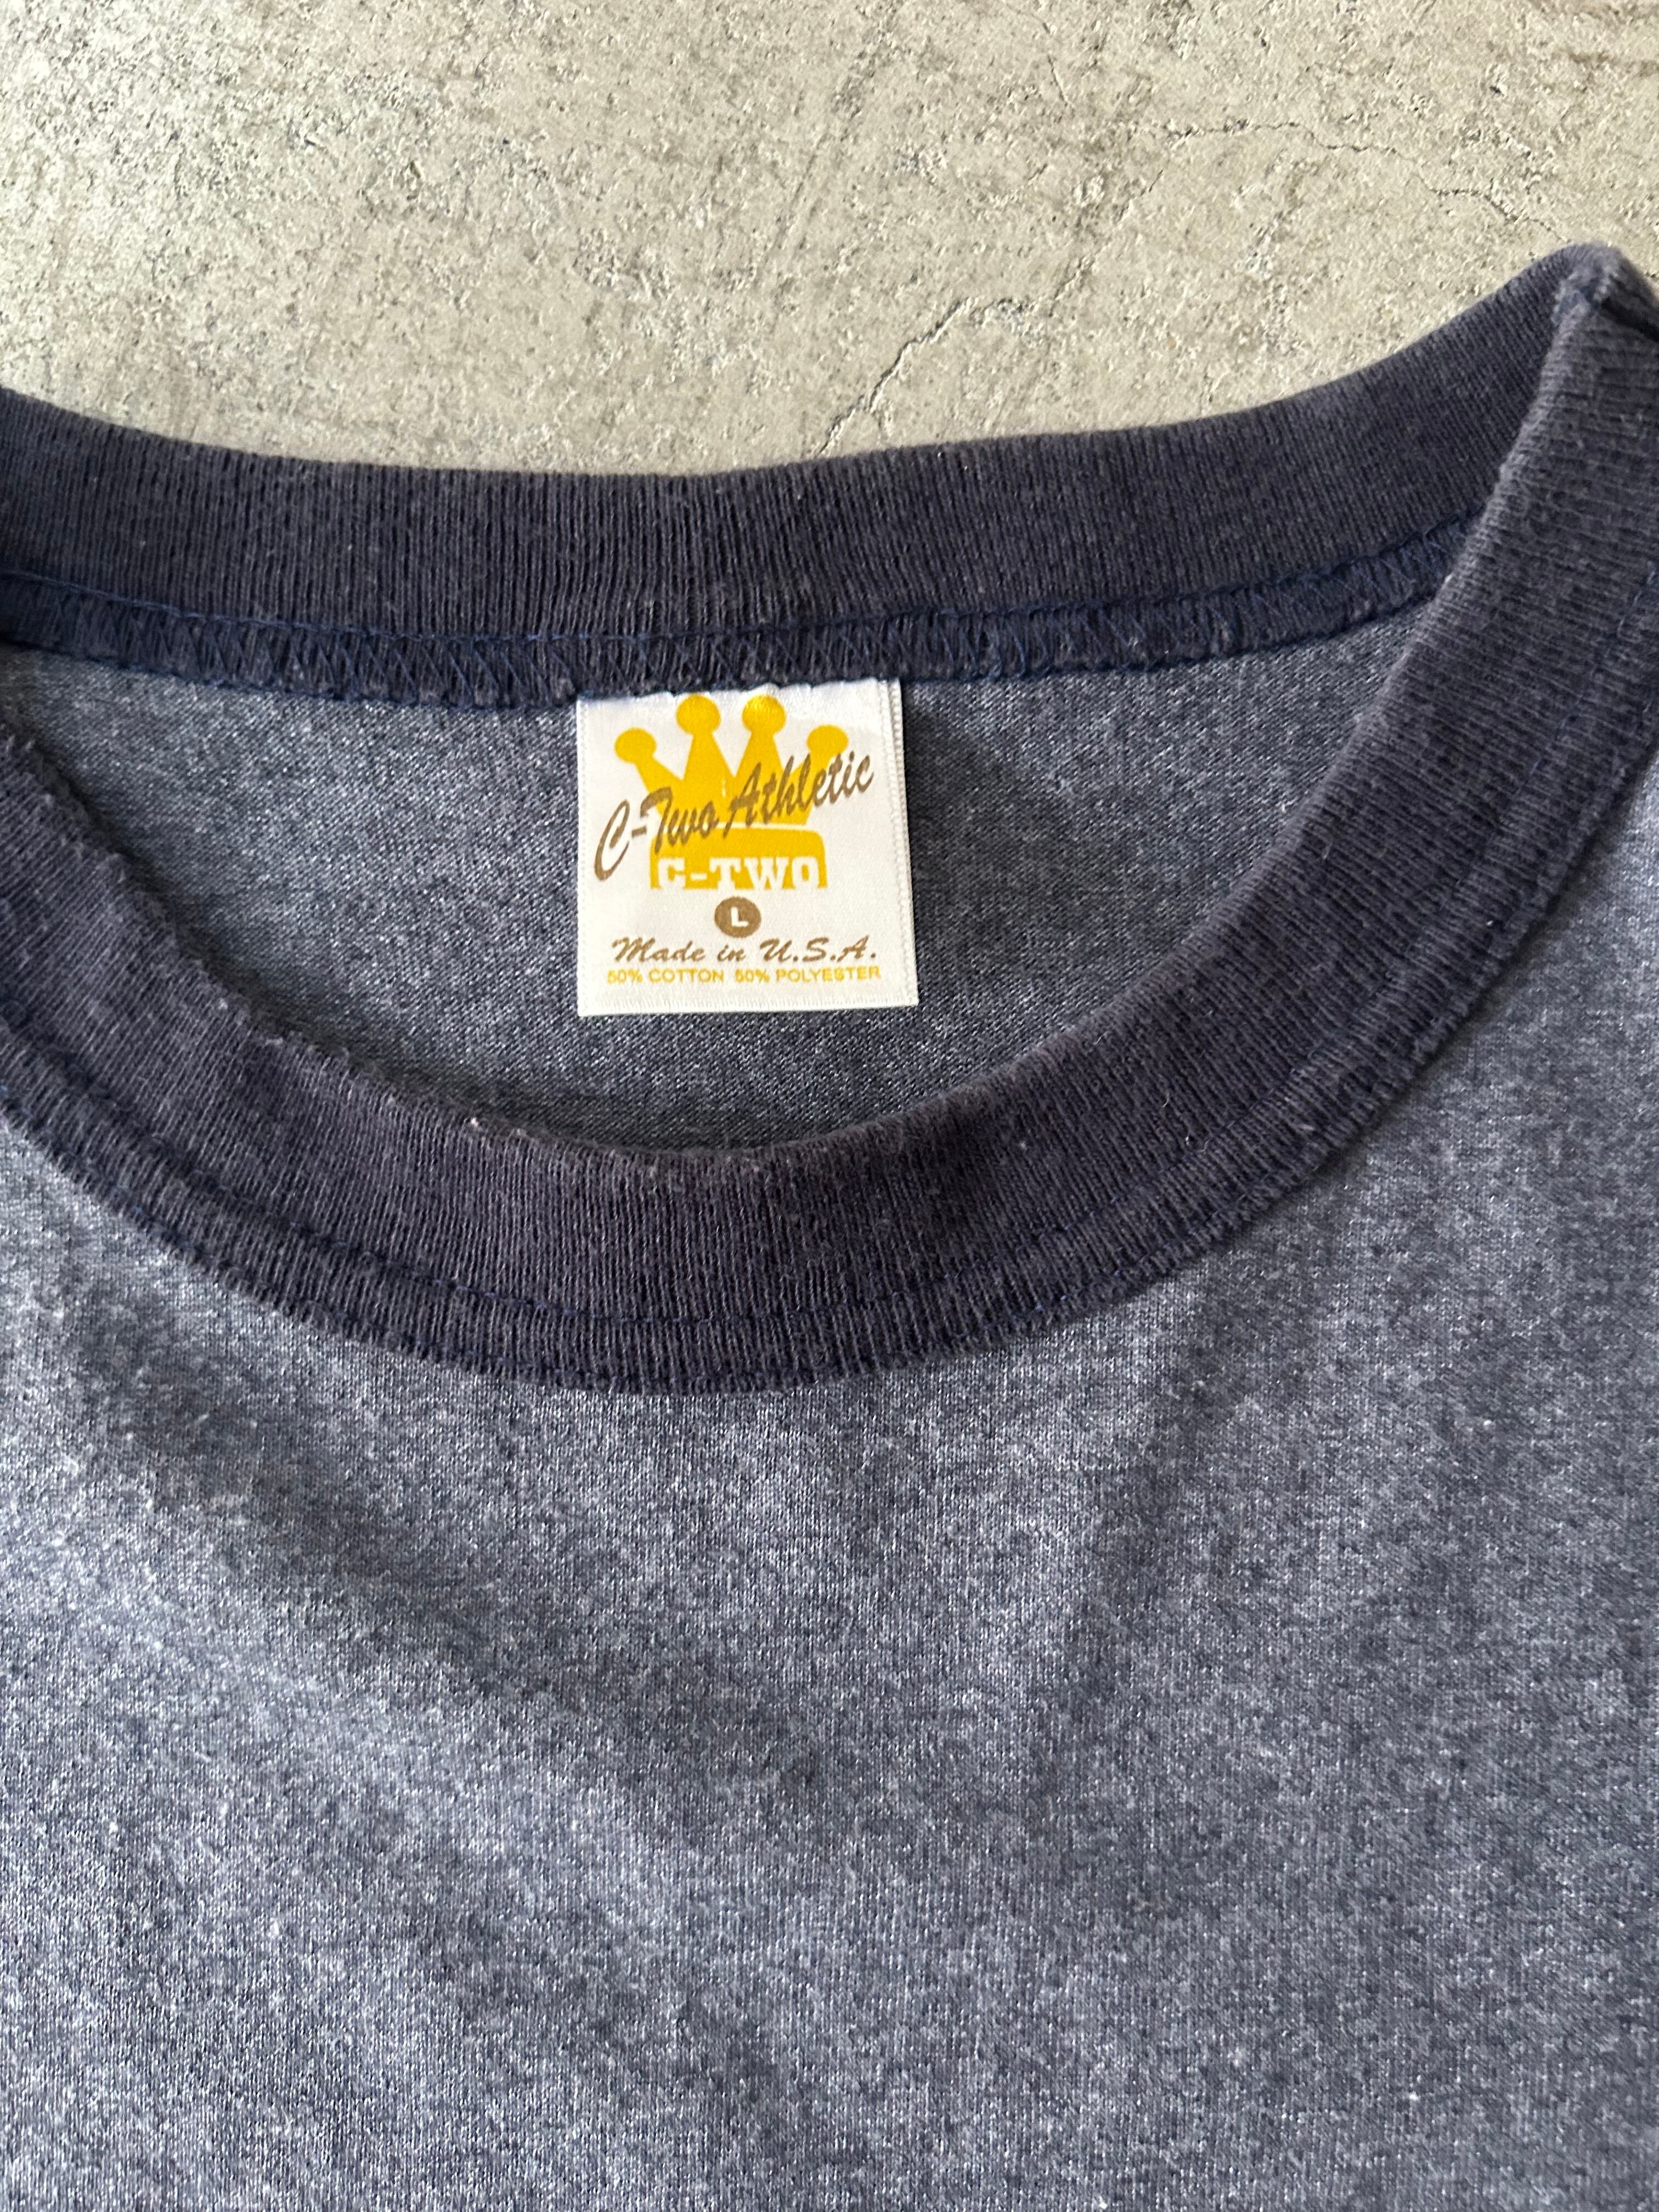 C-Two Athletic
C-TWO
L
Made in U.S.A.
50% COTTON 50% POLYESTER